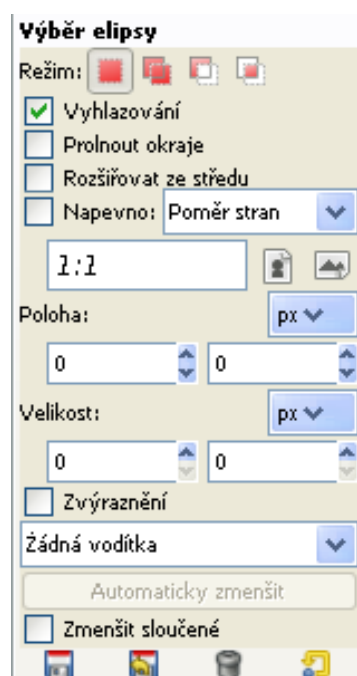 Výběr elipsy
Režim:
Vyhlazování
Prolnout okraje
Rozšiřovat ze středu
Napevno: Poměr stran
1:1
Poloha: px
0 0
Velikost: px
0 0
Zvýraznění
Žádná vodítka
Automaticky zmenšit
Zmenšit sloučené